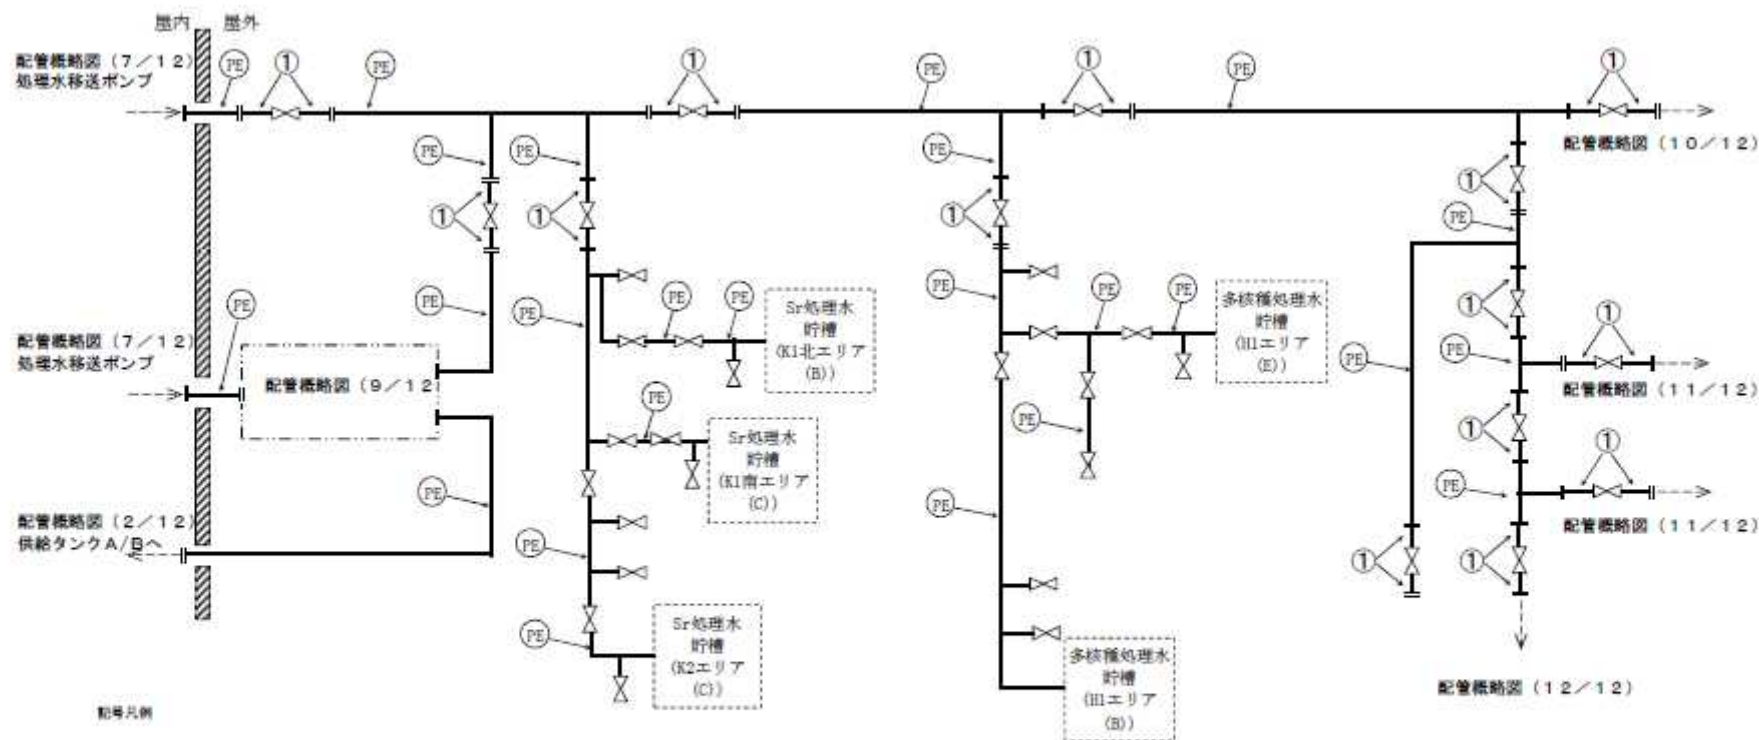 屋内 屋外
配管概略図（7／12）
処理水移送ポンプ
PE
①
PE
PE
①
PE
①
PE
①
配管概略図（10／12）
PE
①
PE
PE
①
PE
PE
①
PE
①
PE
配管概略図（7／12）
処理水移送ポンプ
PE
配管概略図（9／12
PE
PE
PE
Sr処理水
貯槽
(K1北エリア
(B))
PE
Sr処理水
貯槽
(K1南エリア
(C))
PE
PE
Sr処理水
貯槽
(K2エリア
(C))
PE
PE
PE
多核種処理水
貯槽
(H1エリア
(E))
PE
PE
多核種処理水
貯槽
(H1エリア
(B))
①
PE
PE
①
配管概略図（11／12）
①
PE
①
配管概略図（11／12）
①
①
配管概略図（12／12）
PE
配管概略図（2／12）
供給タンクA/Bへ
記号凡例